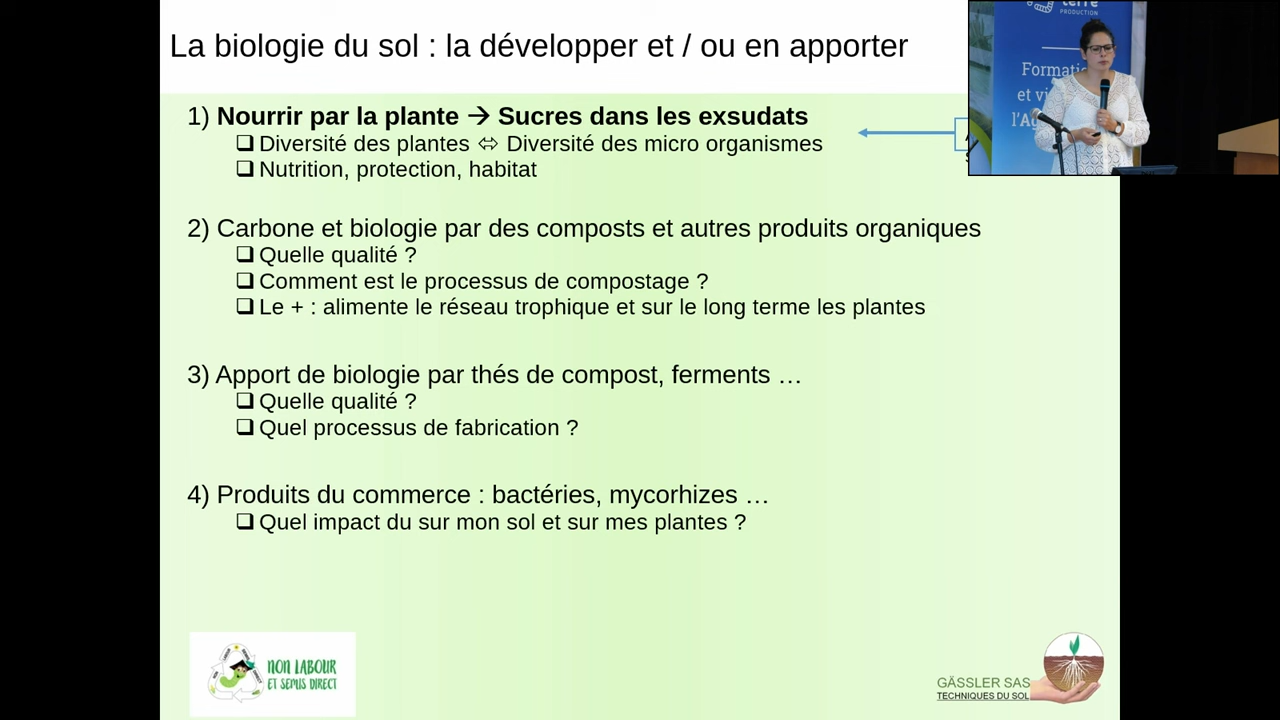 La biologie du sol : la développer et / ou en apporter
terre
PRODUCTION
Formatio
et vi
l'A
1) Nourrir par la plante → Sucres dans les exsudats
❑ Diversité des plantes ⇔ Diversité des micro organismes
❑ Nutrition, protection, habitat
2) Carbone et biologie par des composts et autres produits organiques
❑ Quelle qualité ?
❑ Comment est le processus de compostage ?
❑ Le + : alimente le réseau trophique et sur le long terme les plantes
3) Apport de biologie par thés de compost, ferments …
❑ Quelle qualité ?
❑ Quel processus de fabrication ?
4) Produits du commerce : bactéries, mycorhizes …
❑ Quel impact du sur mon sol et sur mes plantes ?
NON LABOUR
ET SEMIS DIRECT
GÄSSLER SAS
TECHNIQUES DU SOL